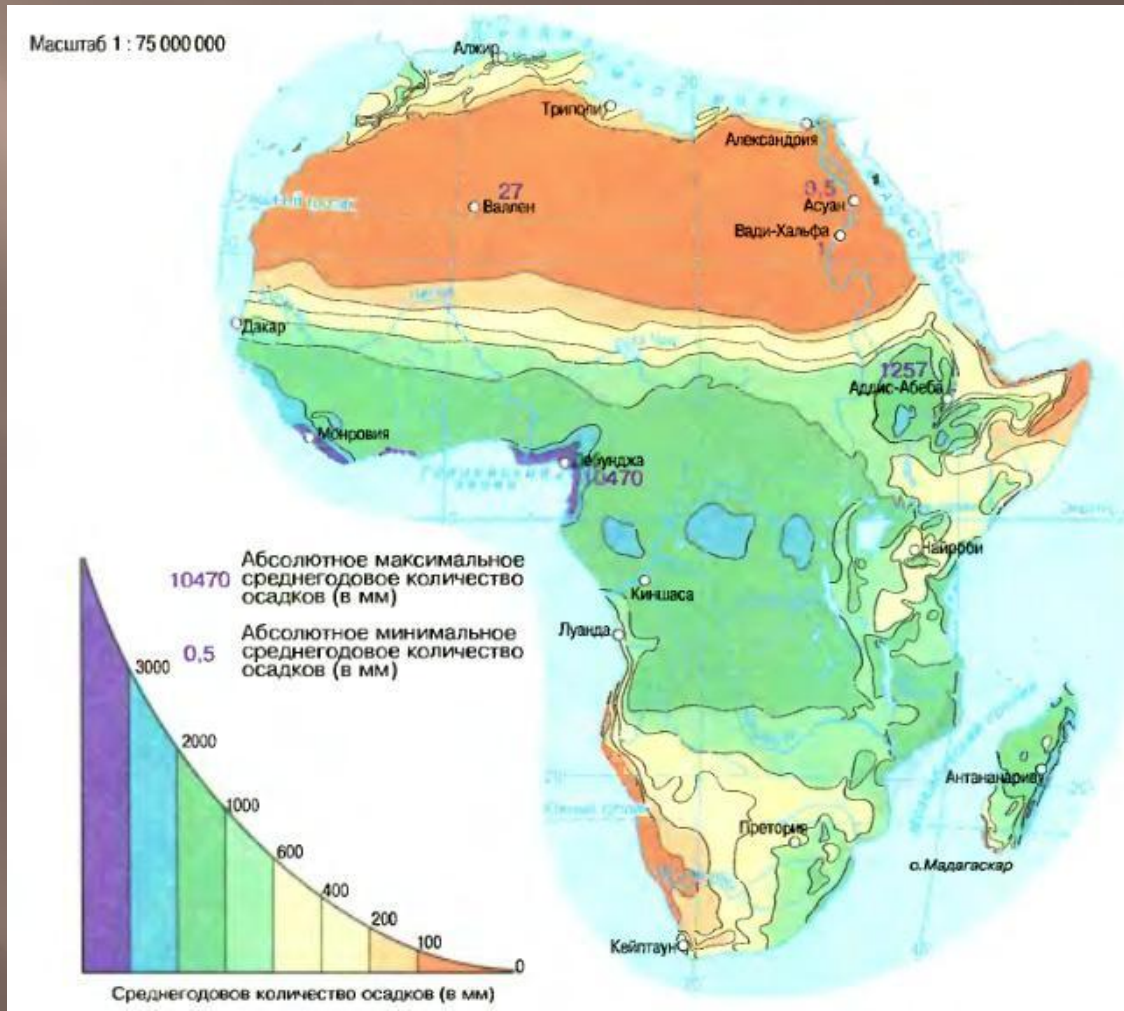 Масштаб 1 : 75 000 000
Алжир
Триполи
Александрия
27
Валлен
0,5
Асуан
Вади-Хальфа
1
Дакар
1257
Аддис-Абеба
Монровия
10470
Найроби
Киншаса
Луанда
Антананариву
Претория
о. Мадагаскар
Кейптаун
10470 Абсолютное максимальное
среднегодовое количество
осадков (в мм)
0,5 Абсолютное минимальное
среднегодовое количество
осадков (в мм)
3000
2000
1000
600
400
200
100
0
Среднегодовое количество осадков (в мм)